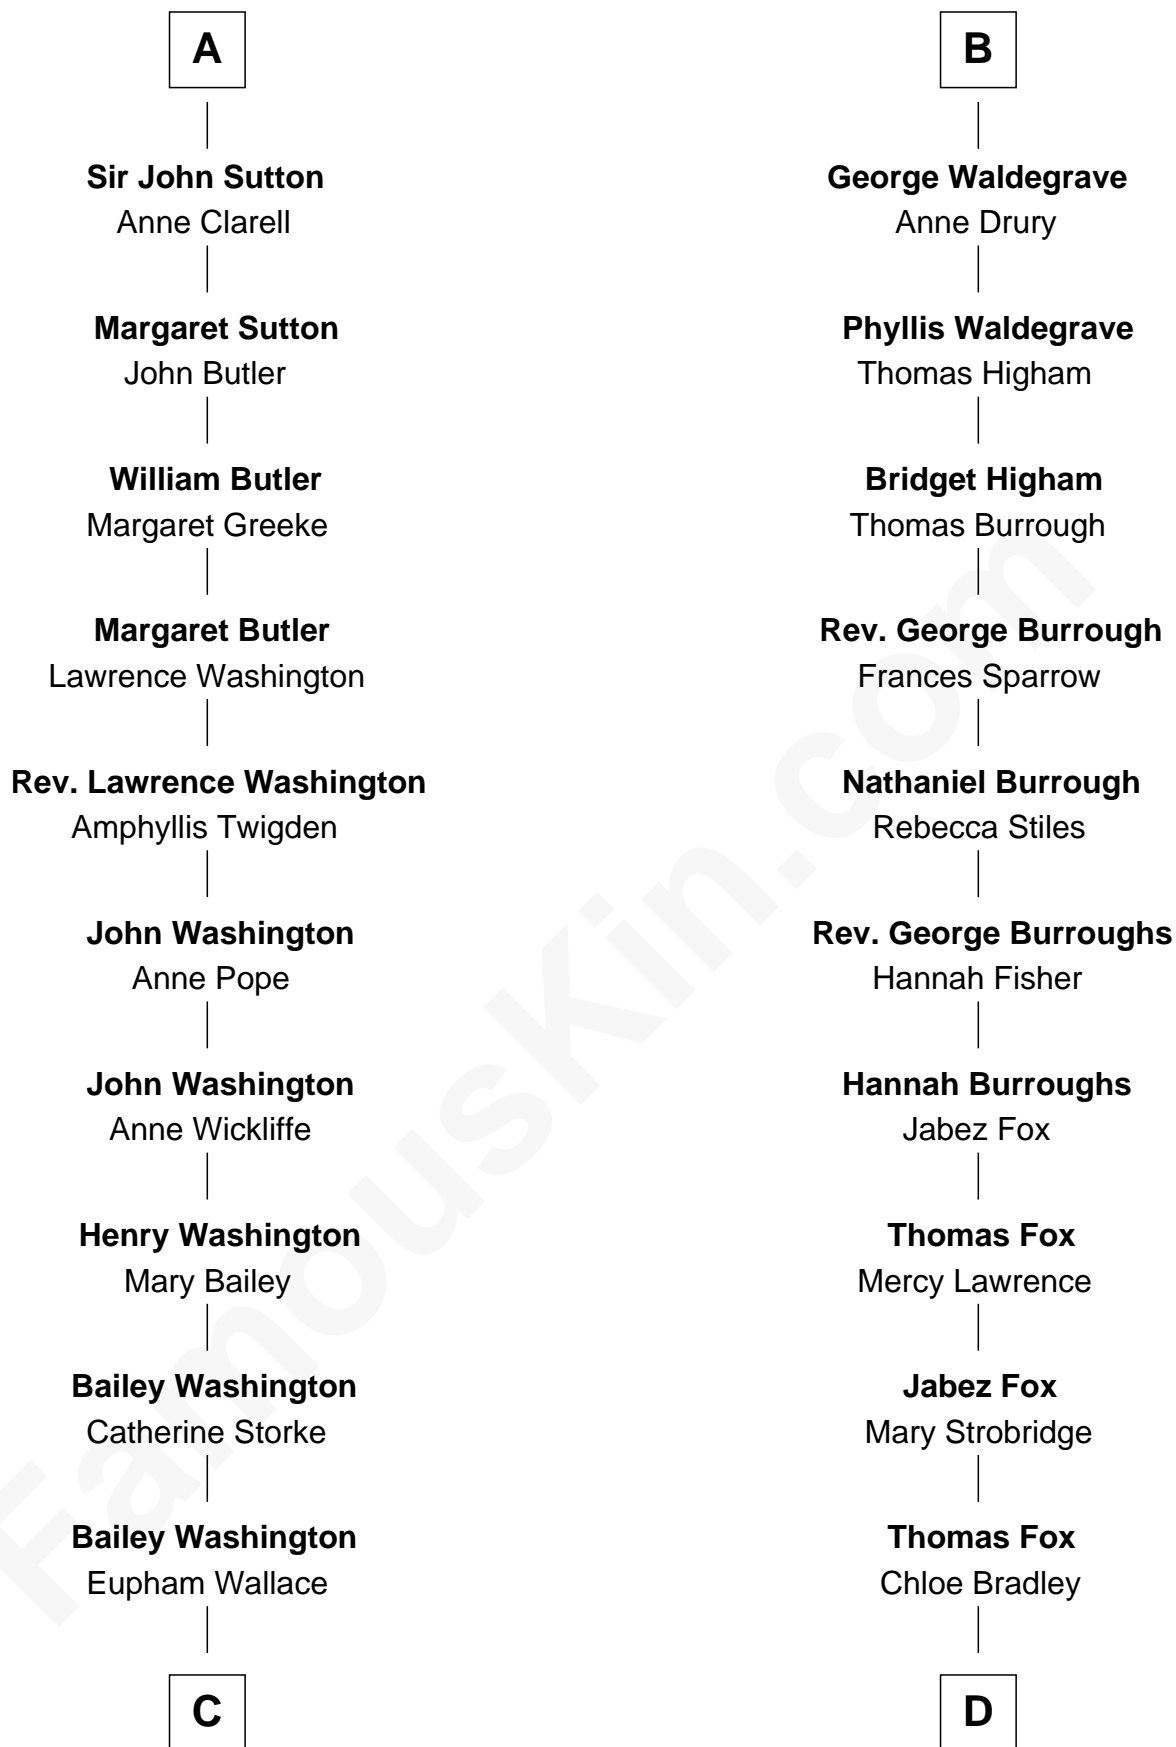 A
Sir John Sutton
Anne Clarell
Margaret Sutton
John Butler
William Butler
Margaret Greeke
Margaret Butler
Lawrence Washington
Rev. Lawrence Washington
Amphyllis Twigden
John Washington
Anne Pope
John Washington
Anne Wickliffe
Henry Washington
Mary Bailey
Bailey Washington
Catherine Storke
Bailey Washington
Eupham Wallace
C
B
George Waldegrave
Anne Drury
Phyllis Waldegrave
Thomas Higham
Bridget Higham
Thomas Burrough
Rev. George Burrough
Frances Sparrow
Nathaniel Burrough
Rebecca Stiles
Rev. George Burroughs
Hannah Fisher
Hannah Burroughs
Jabez Fox
Thomas Fox
Mercy Lawrence
Jabez Fox
Mary Strobridge
Thomas Fox
Chloe Bradley
D
FamousKin.com